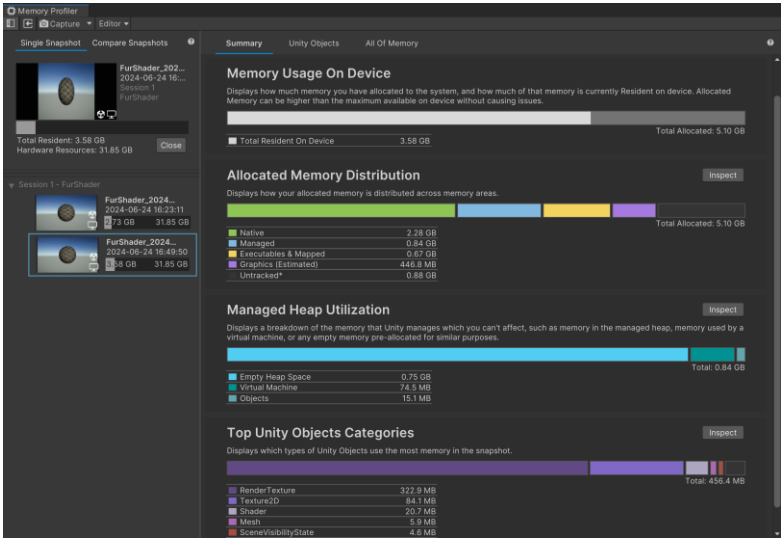 Memory Profiler
Capture
Editor
Single Snapshot
Compare Snapshots
FurShader_202...
2024-06-24 16:...
Session 1
FurShader
Total Resident: 3.58 GB
Hardware Resources: 31.85 GB
Close
Session 1 - FurShader
FurShader_2024...
2024-06-24 16:23:11
2.73 GB 31.85 GB
FurShader_2024...
2024-06-24 16:49:50
3.58 GB 31.85 GB
Summary
Unity Objects
All Of Memory
Memory Usage On Device
Displays how much memory you have allocated to the system, and how much of that memory is currently Resident on device. Allocated
Memory can be higher than the maximum available on device without causing issues.
Total Allocated: 5.10 GB
Total Resident On Device 3.58 GB
Allocated Memory Distribution
Inspect
Displays how your allocated memory is distributed across memory areas.
Total Allocated: 5.10 GB
Native 2.28 GB
Managed 0.84 GB
Executables & Mapped 0.67 GB
Graphics (Estimated) 446.8 MB
Untracked* 0.88 GB
Managed Heap Utilization
Inspect
Displays a breakdown of the memory that Unity manages which you can't affect, such as memory in the managed heap, memory used by a
virtual machine, or any empty memory pre-allocated for similar purposes.
Total: 0.84 GB
Empty Heap Space 0.75 GB
Virtual Machine 74.5 MB
Objects 15.1 MB
Top Unity Objects Categories
Inspect
Displays which types of Unity Objects use the most memory in the snapshot.
Total: 456.4 MB
RenderTexture 322.9 MB
Texture2D 84.1 MB
Shader 20.7 MB
Mesh 5.9 MB
SceneVisibilityState 4.6 MB